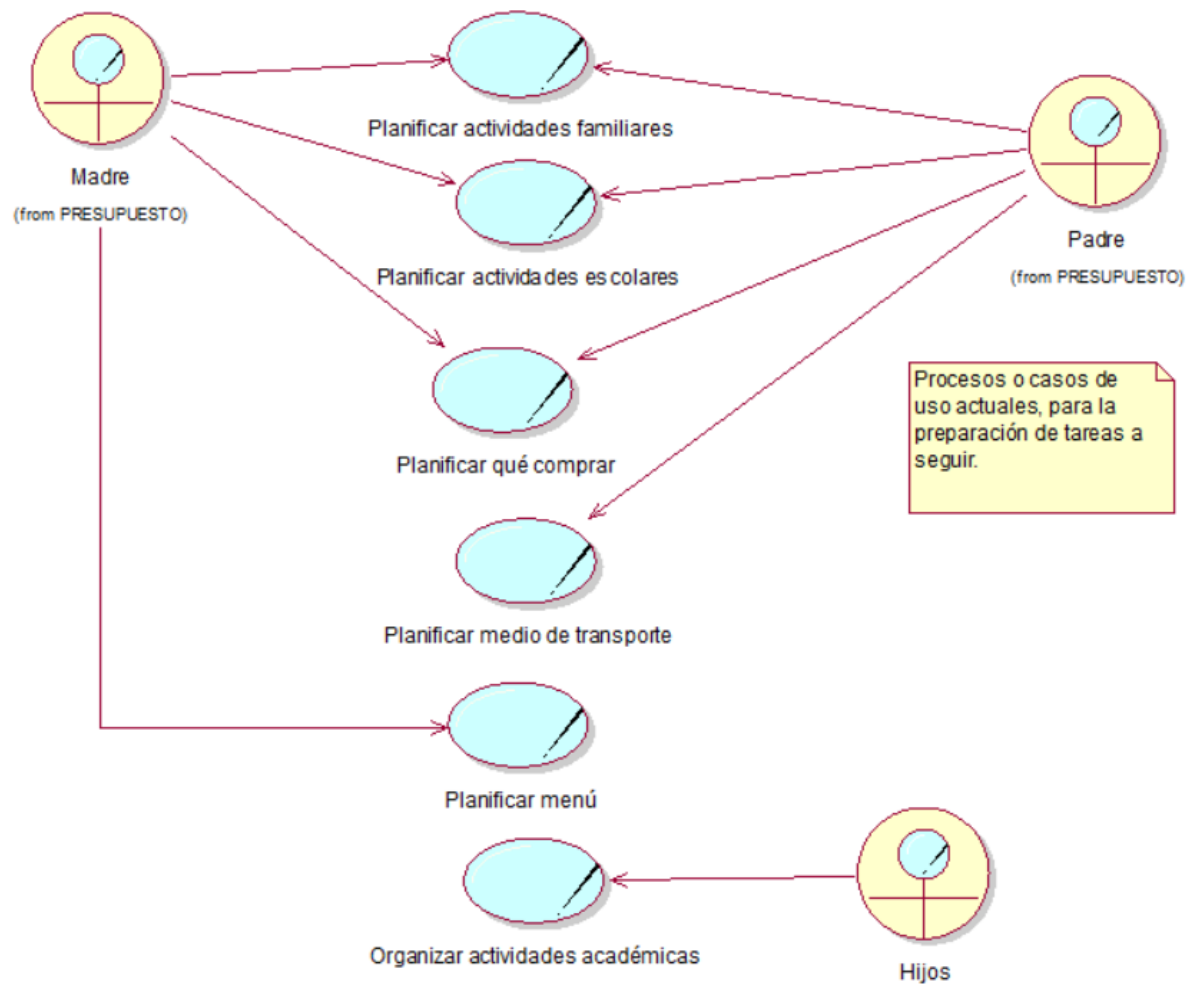 Planificar actividades familiares
Madre
(from PRESUPUESTO)
Padre
(from PRESUPUESTO)
Planificar actividades escolares
Procesos o casos de
uso actuales, para la
preparación de tareas a
seguir.
Planificar qué comprar
Planificar medio de transporte
Planificar menú
Organizar actividades académicas
Hijos